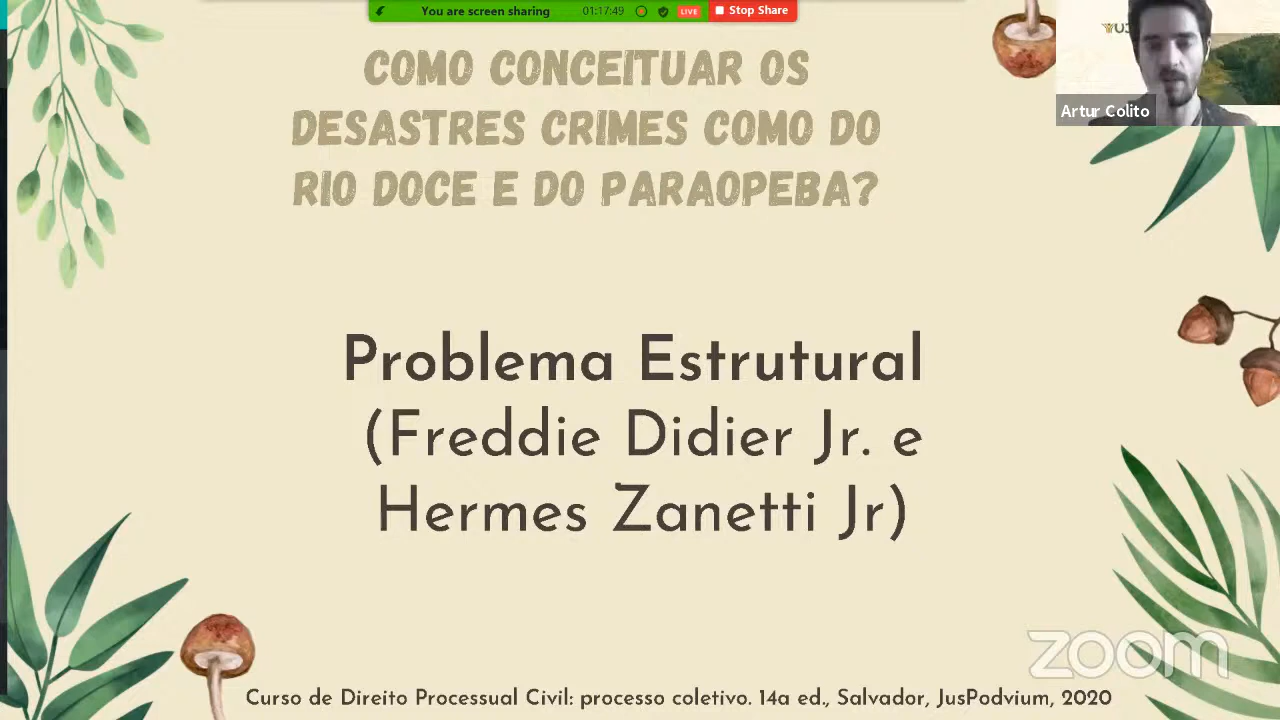 You are screen sharing 01:17:49 LIVE Stop Share
COMO CONCEITUAR OS
DESASTRES CRIMES COMO DO
RIO DOCE E DO PARAOPEBA?
Artur Colito
Problema Estrutural
(Freddie Didier Jr. e
Hermes Zanetti Jr)
zoom
Curso de Direito Processual Civil: processo coletivo. 14a ed., Salvador, JusPodvium, 2020